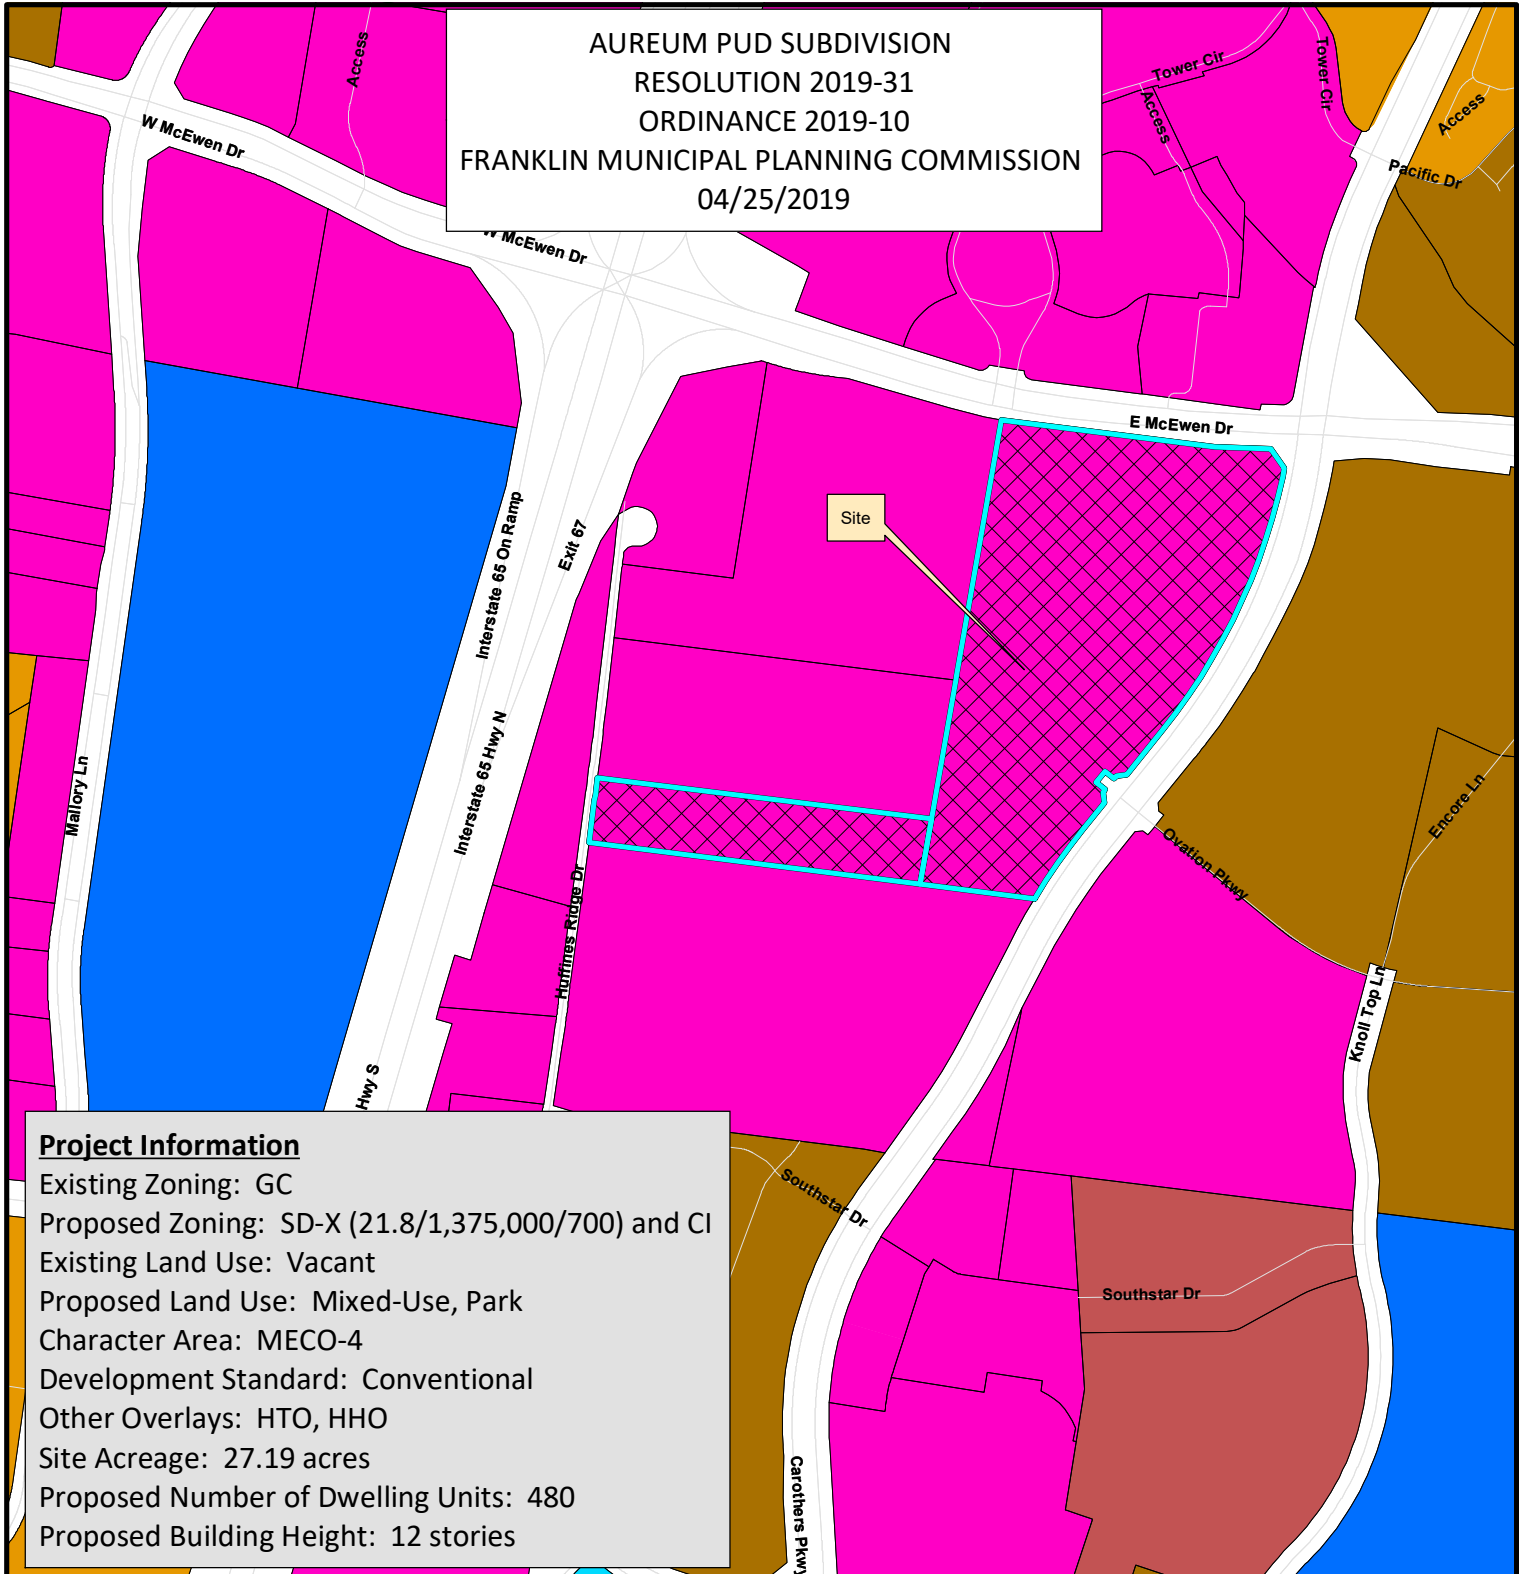 AUREUM PUD SUBDIVISION
RESOLUTION 2019-31
ORDINANCE 2019-10
FRANKLIN MUNICIPAL PLANNING COMMISSION
04/25/2019
Access
Tower Cir
Tower Cir
Access
Access
Pacific Dr
W McEwen Dr
W McEwen Dr
E McEwen Dr
Site
Interstate 65 On Ramp
Exit 67
Interstate 65 Hwy N
Mallory Ln
Huffines Ridge Dr
Ovation Pkwy
Encore Ln
Knoll Top Ln
Hwy S
Southstar Dr
Southstar Dr
Carothers Pkwy
Project Information
Existing Zoning: GC
Proposed Zoning: SD-X (21.8/1,375,000/700) and CI
Existing Land Use: Vacant
Proposed Land Use: Mixed-Use, Park
Character Area: MECO-4
Development Standard: Conventional
Other Overlays: HTO, HHO
Site Acreage: 27.19 acres
Proposed Number of Dwelling Units: 480
Proposed Building Height: 12 stories